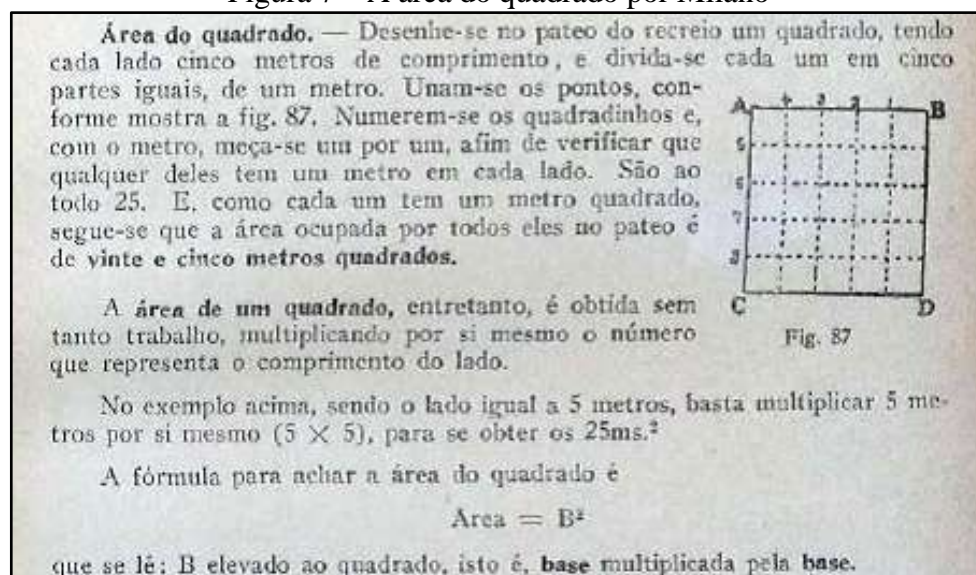 Figura 7 – A área do quadrado por Milano
Área do quadrado. — Desenhe-se no pateo do recreio um quadrado, tendo
cada lado cinco metros de comprimento, e divida-se cada um em cinco
partes iguais, de um metro. Unam-se os pontos, con-
forme mostra a fig. 87. Numerem-se os quadradinhos e,
com o metro, meça-se um por um, afim de verificar que
qualquer deles tem um metro em cada lado. São ao
todo 25. E, como cada um tem um metro quadrado,
segue-se que a área ocupada por todos eles no pateo é
de vinte e cinco metros quadrados.
A 4 3 2 1 B
5
6
7
8
C D
Fig. 87
A área de um quadrado, entretanto, é obtida sem
tanto trabalho, multiplicando por si mesmo o número
que representa o comprimento do lado.
No exemplo acima, sendo o lado igual a 5 metros, basta multiplicar 5 me-
tros por si mesmo (5 × 5), para se obter os 25ms.²
A fórmula para achar a área do quadrado é
Area = B²
que se lê: B elevado ao quadrado, isto é, base multiplicada pela base.